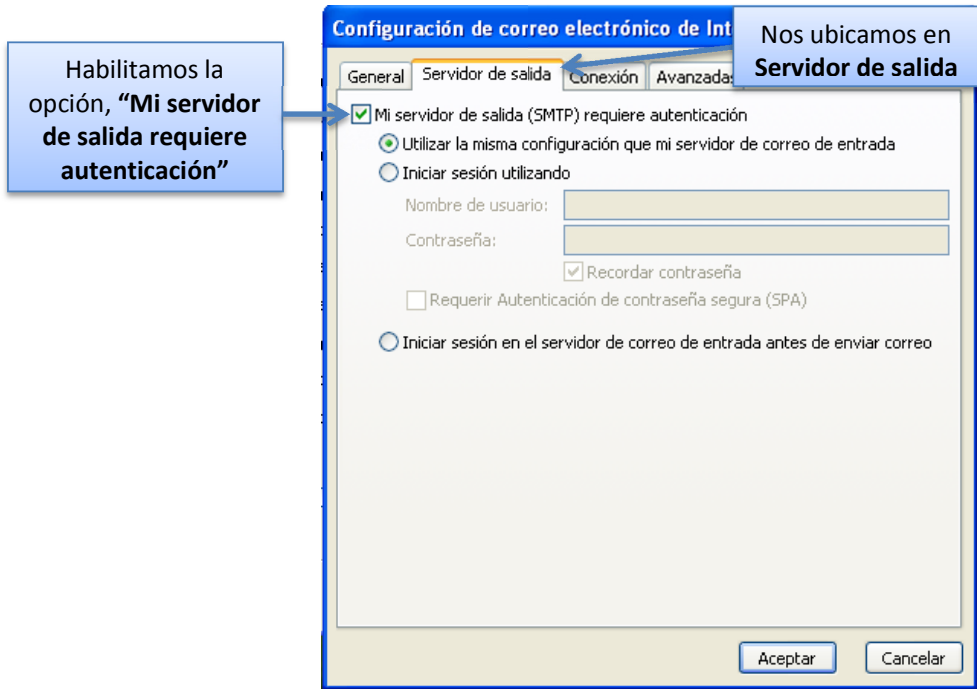 Configuración de correo electrónico de Int
Nos ubicamos en
Servidor de salida
Habilitamos la
opción, “Mi servidor
de salida requiere
autenticación”
General Servidor de salida Conexión Avanzadas
Mi servidor de salida (SMTP) requiere autenticación
Utilizar la misma configuración que mi servidor de correo de entrada
Iniciar sesión utilizando
Nombre de usuario:
Contraseña:
Recordar contraseña
Requerir Autenticación de contraseña segura (SPA)
Iniciar sesión en el servidor de correo de entrada antes de enviar correo
Aceptar Cancelar